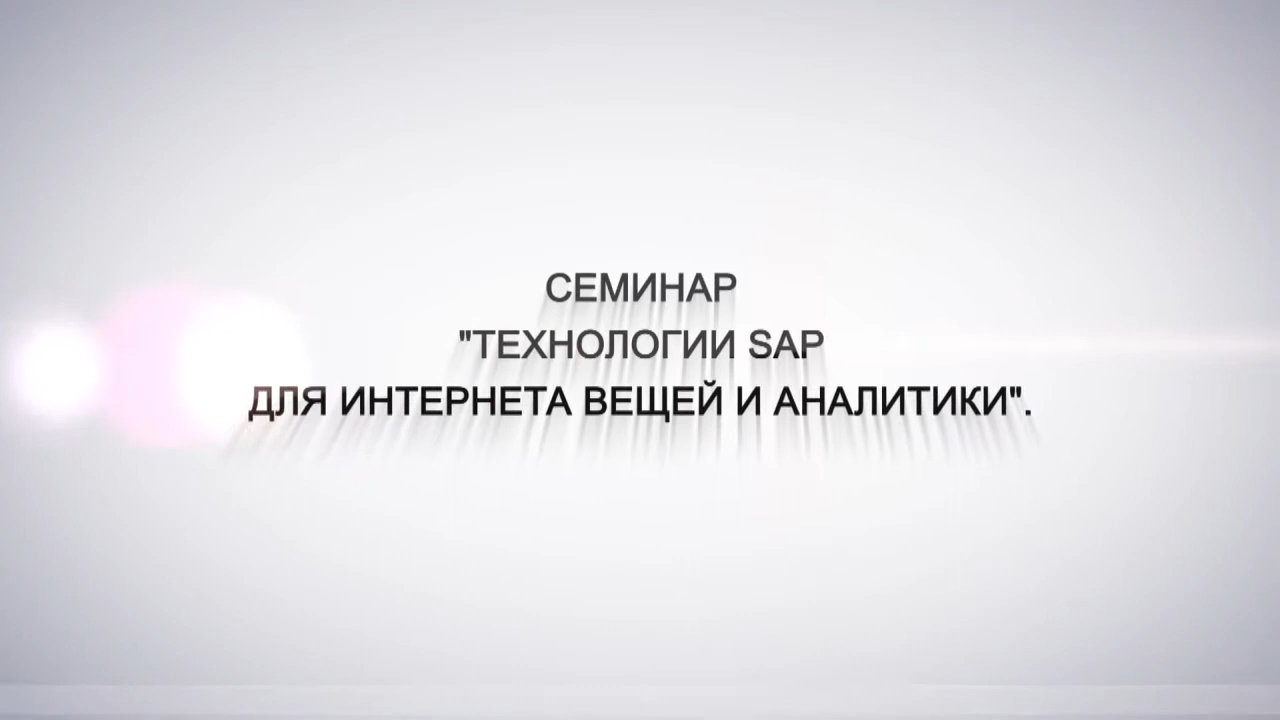 СЕМИНАР
"ТЕХНОЛОГИИ SAP
ДЛЯ ИНТЕРНЕТА ВЕЩЕЙ И АНАЛИТИКИ".